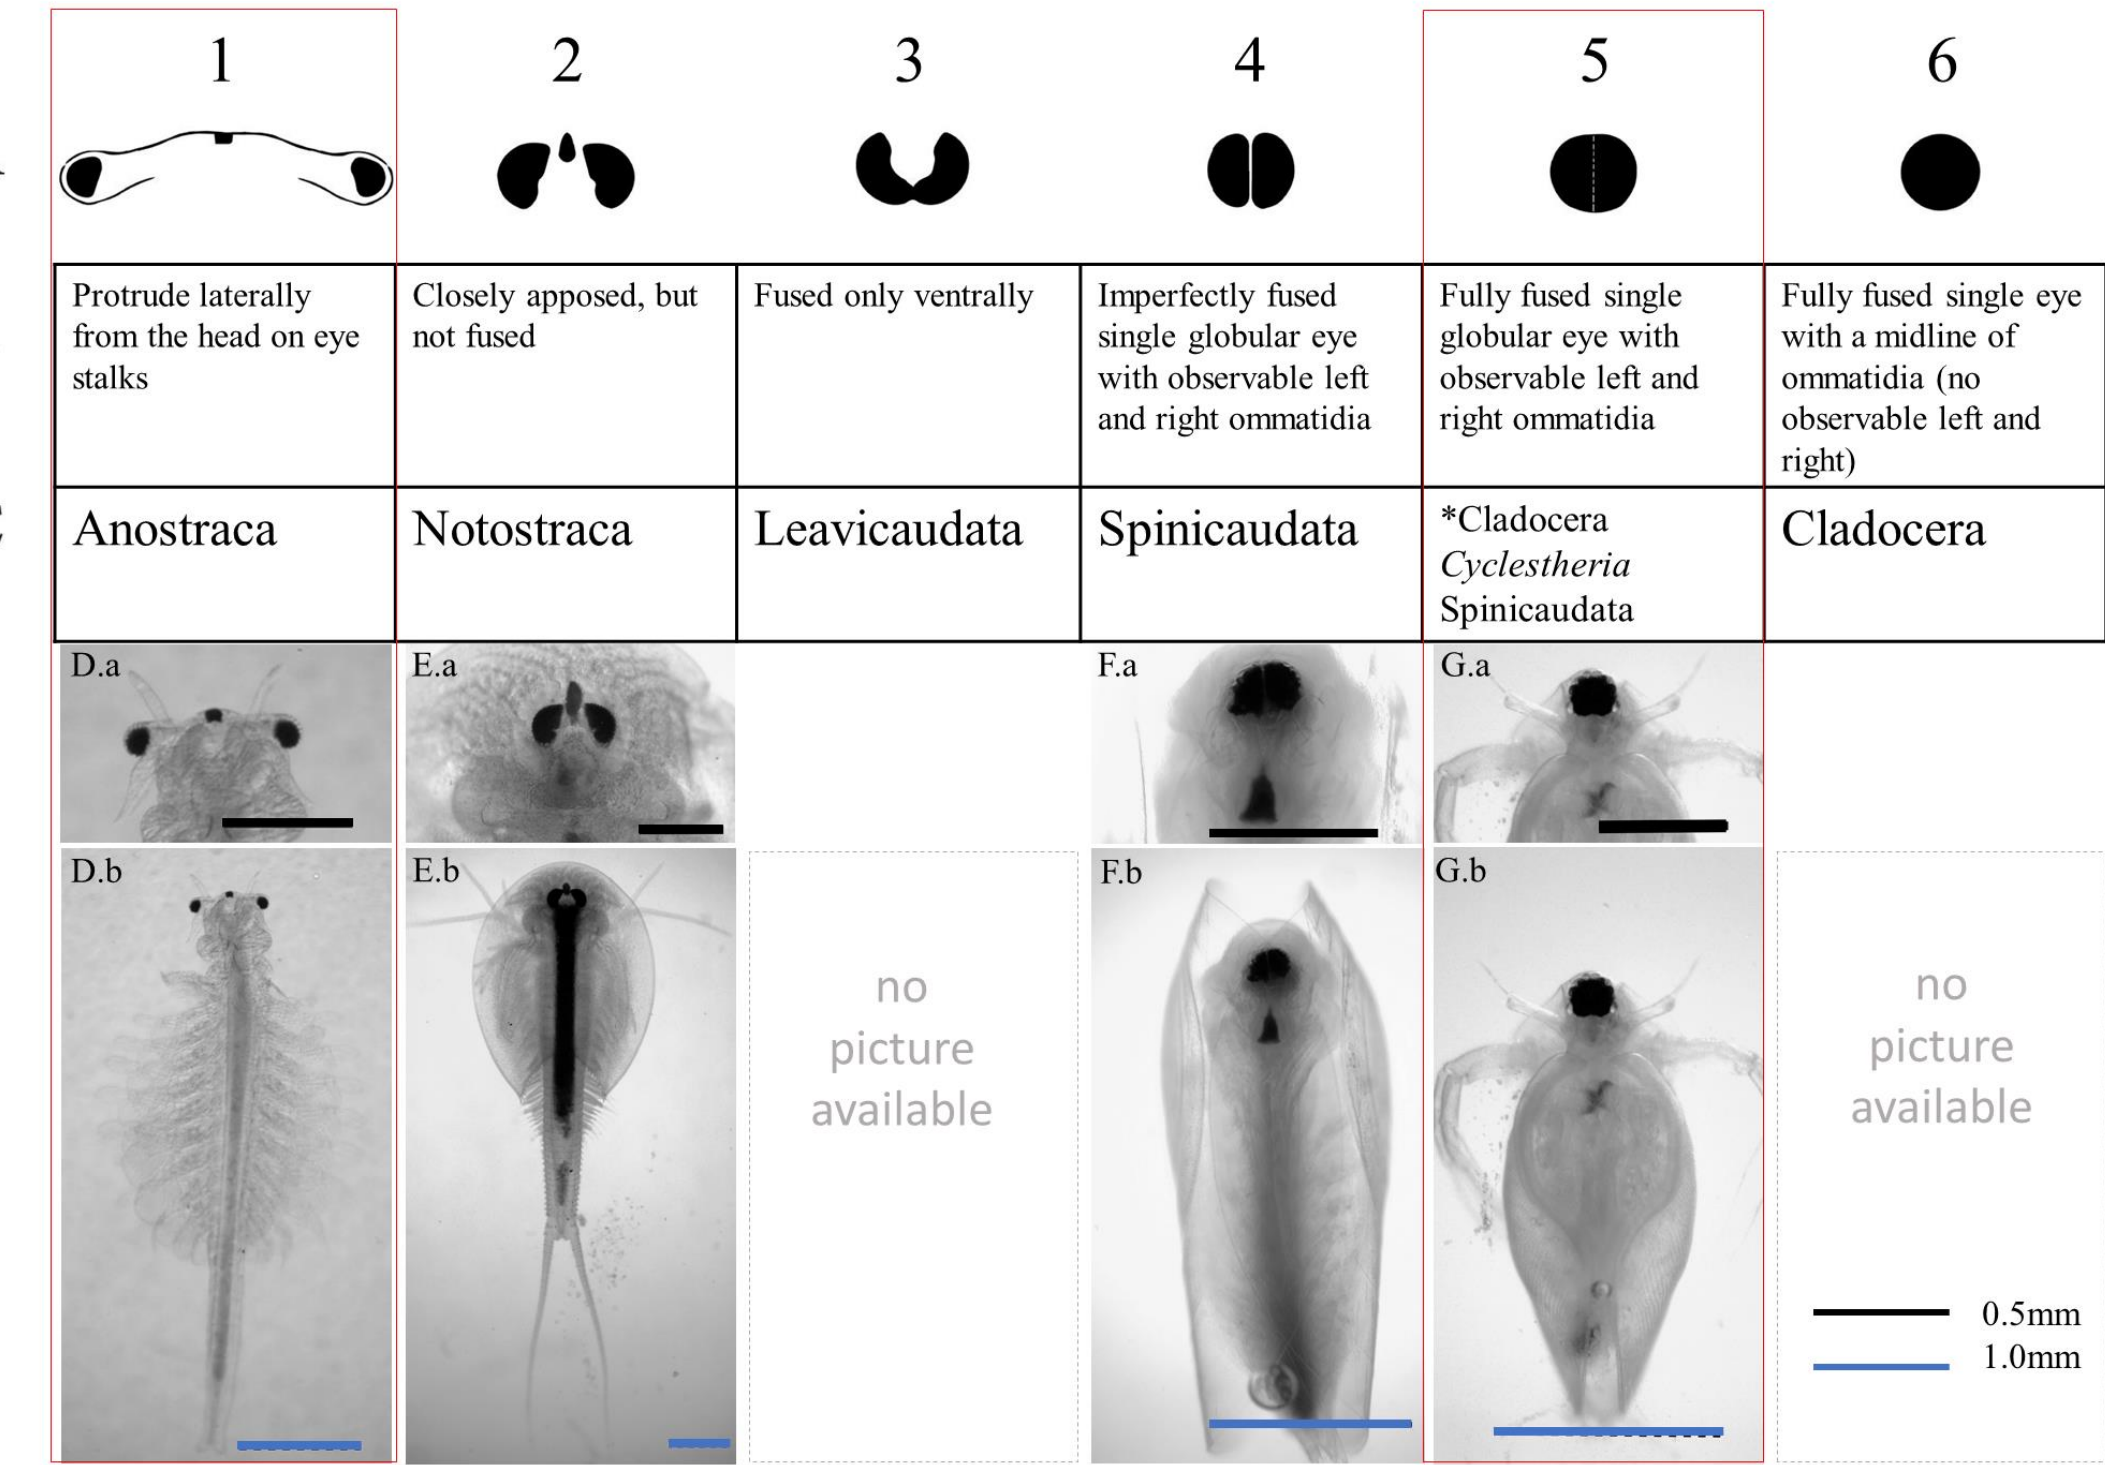 1
2
3
4
5
6
Protrude laterally
from the head on eye
stalks
Closely apposed, but
not fused
Fused only ventrally
Imperfectly fused
single globular eye
with observable left
and right ommatidia
Fully fused single
globular eye with
observable left and
right ommatidia
Fully fused single eye
with a midline of
ommatidia (no
observable left and
right)
Anostraca
Notostraca
Leavicaudata
Spinicaudata
*Cladocera
Cyclestheria
Spinicaudata
Cladocera
D.a
E.a
F.a
G.a
D.b
E.b
F.b
G.b
no
picture
available
no
picture
available
0.5mm
1.0mm